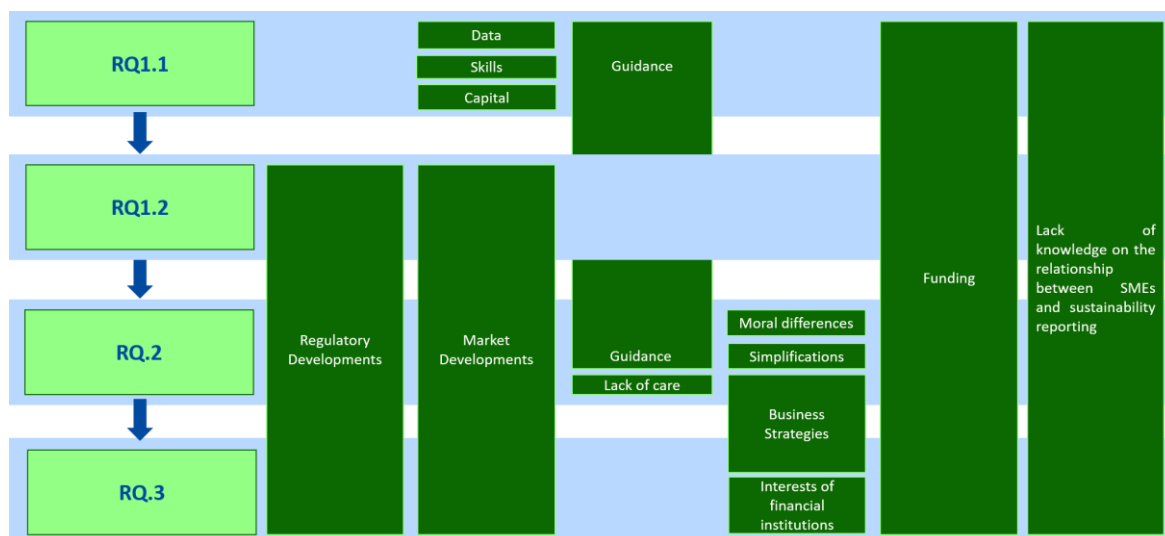 RQ1.1
Data
Skills
Capital
Guidance
RQ1.2
RQ.2
RQ.3
Regulatory
Developments
Market
Developments
Guidance
Lack of care
Moral differences
Simplifications
Business
Strategies
Interests of
financial
institutions
Funding
Lack of
knowledge on the
relationship
between SMEs
and sustainability
reporting